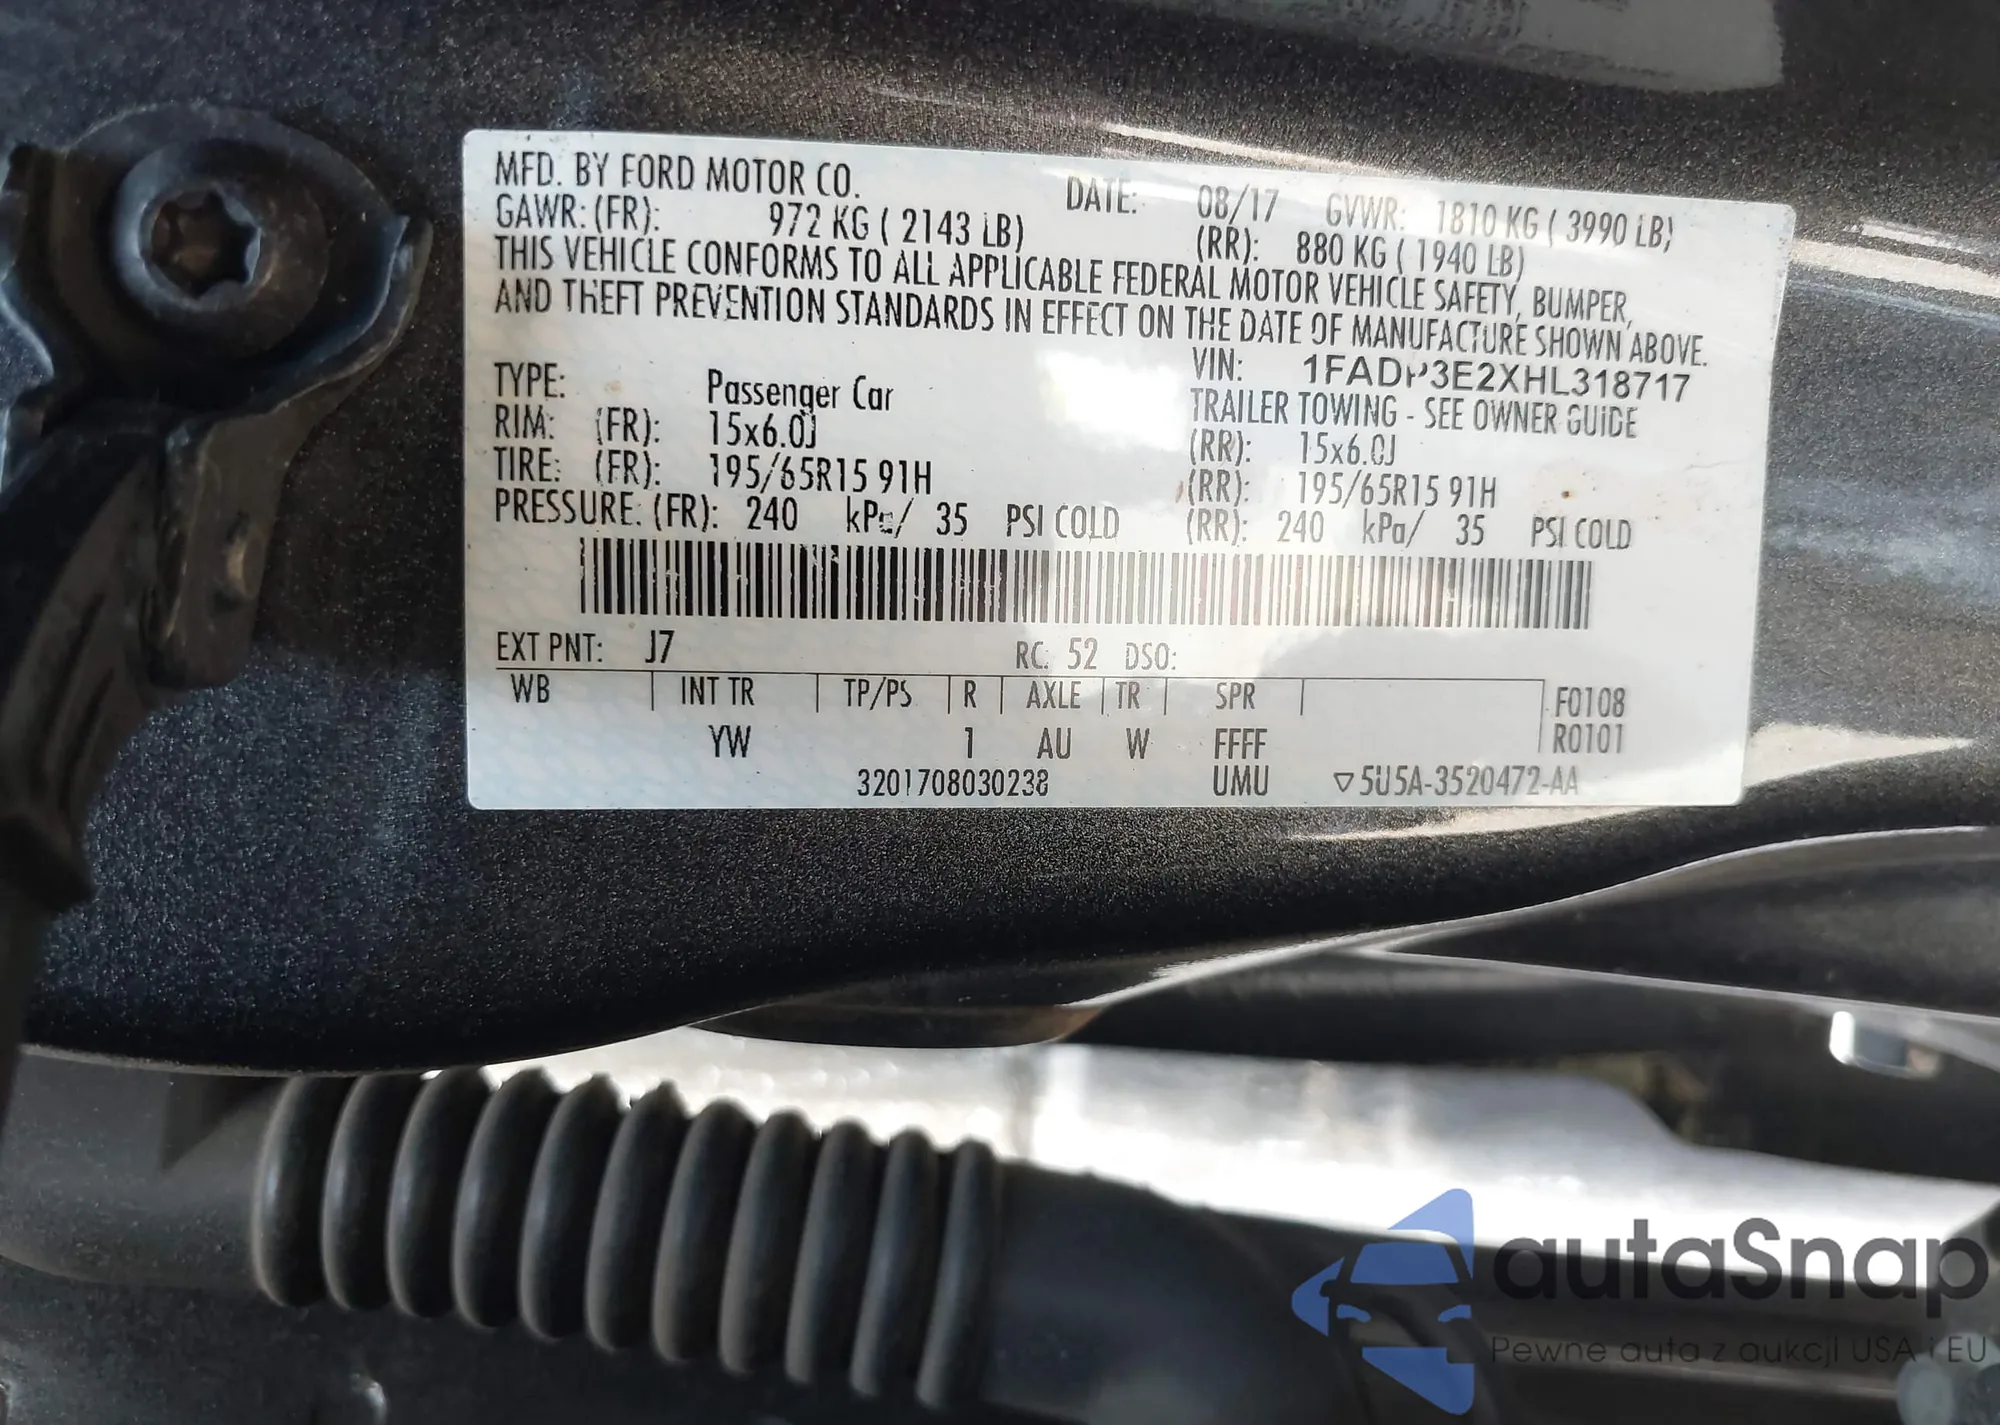 MFD. BY FORD MOTOR CO.
DATE: 08/17 GVWR: 1810 KG ( 3990 LB)
GAWR: (FR): 972 KG ( 2143 LB) (RR): 880 KG ( 1940 LB)
THIS VEHICLE CONFORMS TO ALL APPLICABLE FEDERAL MOTOR VEHICLE SAFETY, BUMPER,
AND THEFT PREVENTION STANDARDS IN EFFECT ON THE DATE OF MANUFACTURE SHOWN ABOVE.
VIN: 1FADP3E2XHL318717
TYPE: Passenger Car TRAILER TOWING - SEE OWNER GUIDE
RIM: (FR): 15x6.0J (RR): 15x6.0J
TIRE: (FR): 195/65R15 91H (RR): 195/65R15 91H
PRESSURE: (FR): 240 kPa/ 35 PSI COLD (RR): 240 kPa/ 35 PSI COLD
EXT PNT: J7 RC: 52 DSO:
WB INT TR TP/PS R AXLE TR SPR F0108
YW 1 AU W FFFF R0101
3201708030238 UMU ▽5U5A-3520472-AA
autaSnap
Pewne auta z aukcji USA i EU